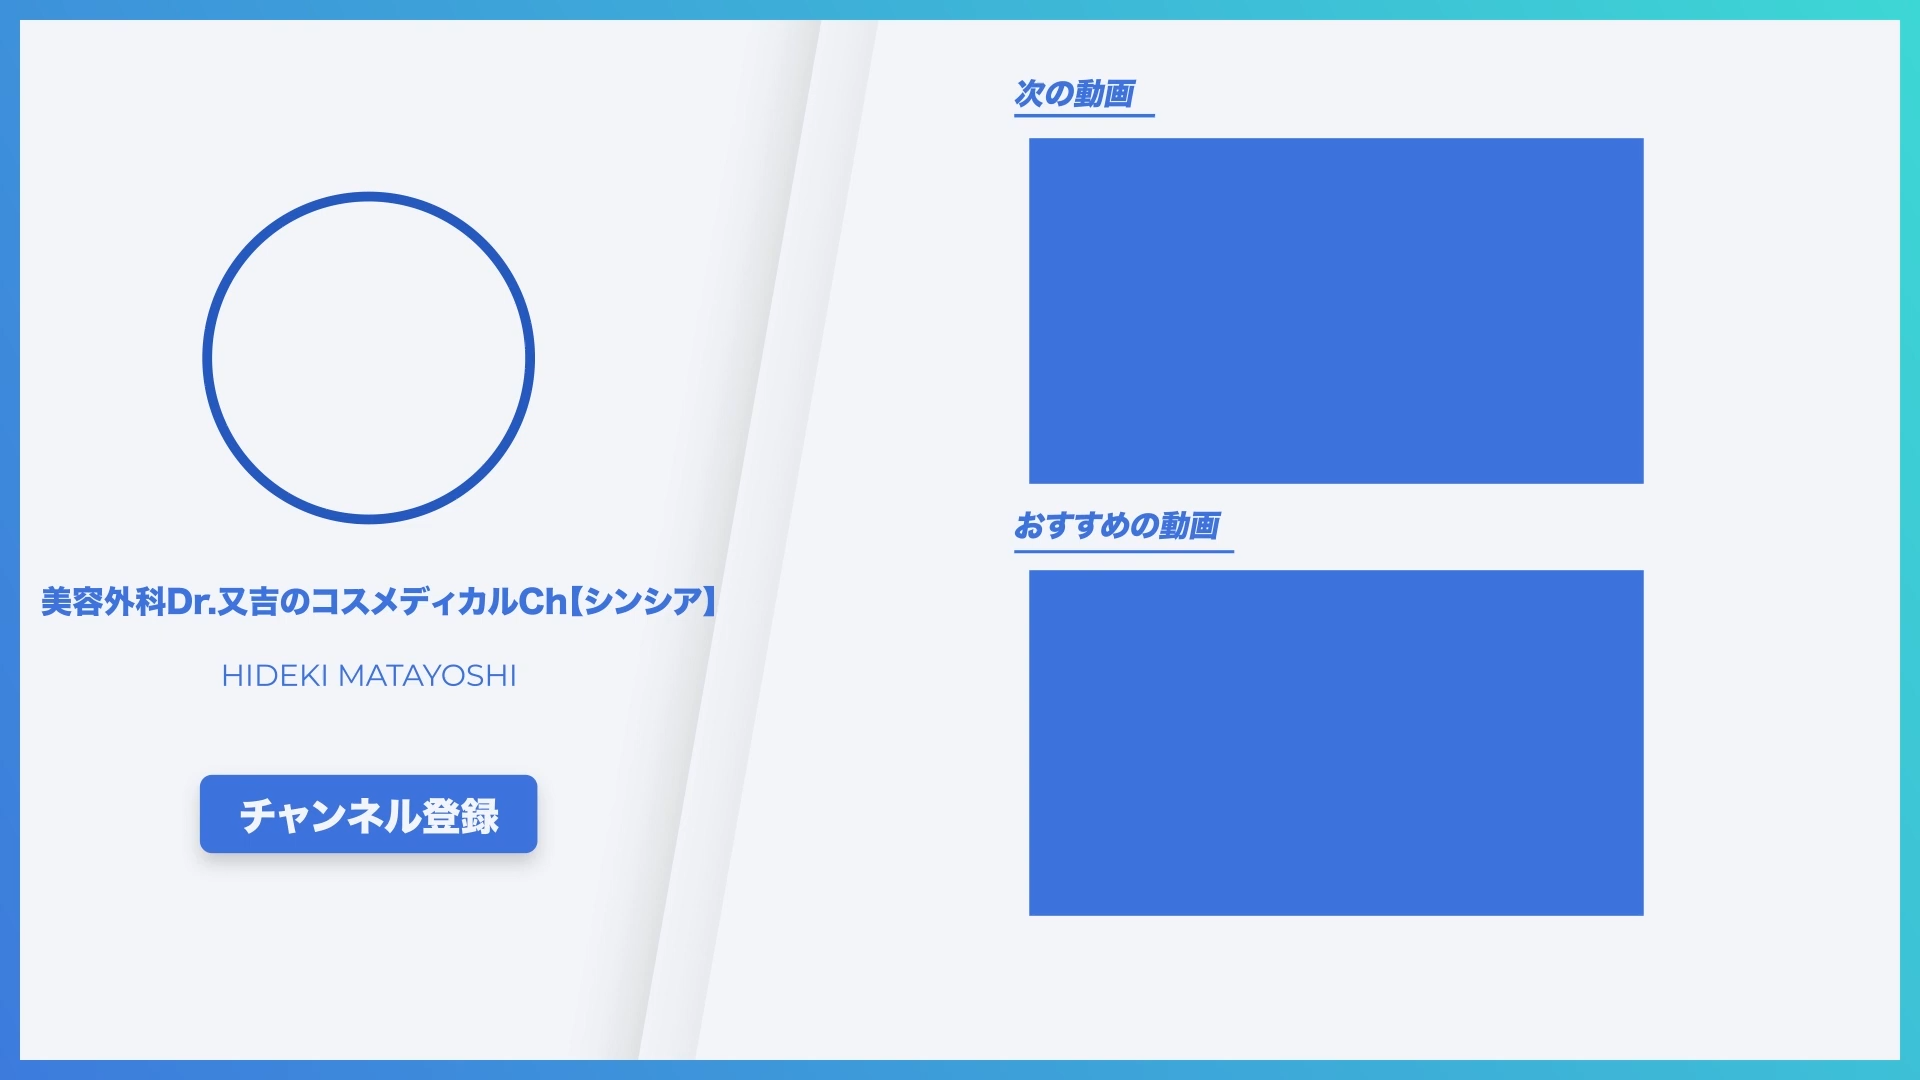 美容外科Dr.又吉のコスメディカルCh【シンシア】
HIDEKI MATAYOSHI
チャンネル登録
次の動画
おすすめの動画